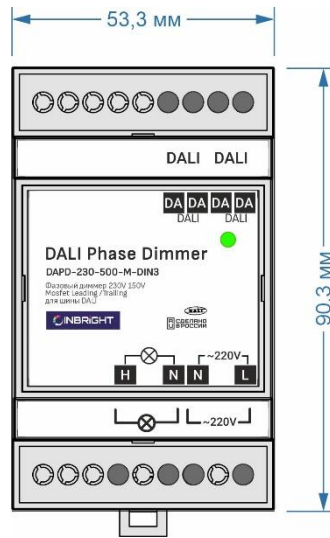 53,3 мм
DALI DALI
DA DA DA DA
DALI DALI
DALI Phase Dimmer
DAPD-230-500-M-DIN3
Фазовый диммер 230V 150V
Mosfet Leading /Trailing
для шины DALI
INBRIGHT
СДЕЛАНО
В РОССИИ
~220V
H N N L
~220V
90,3 мм